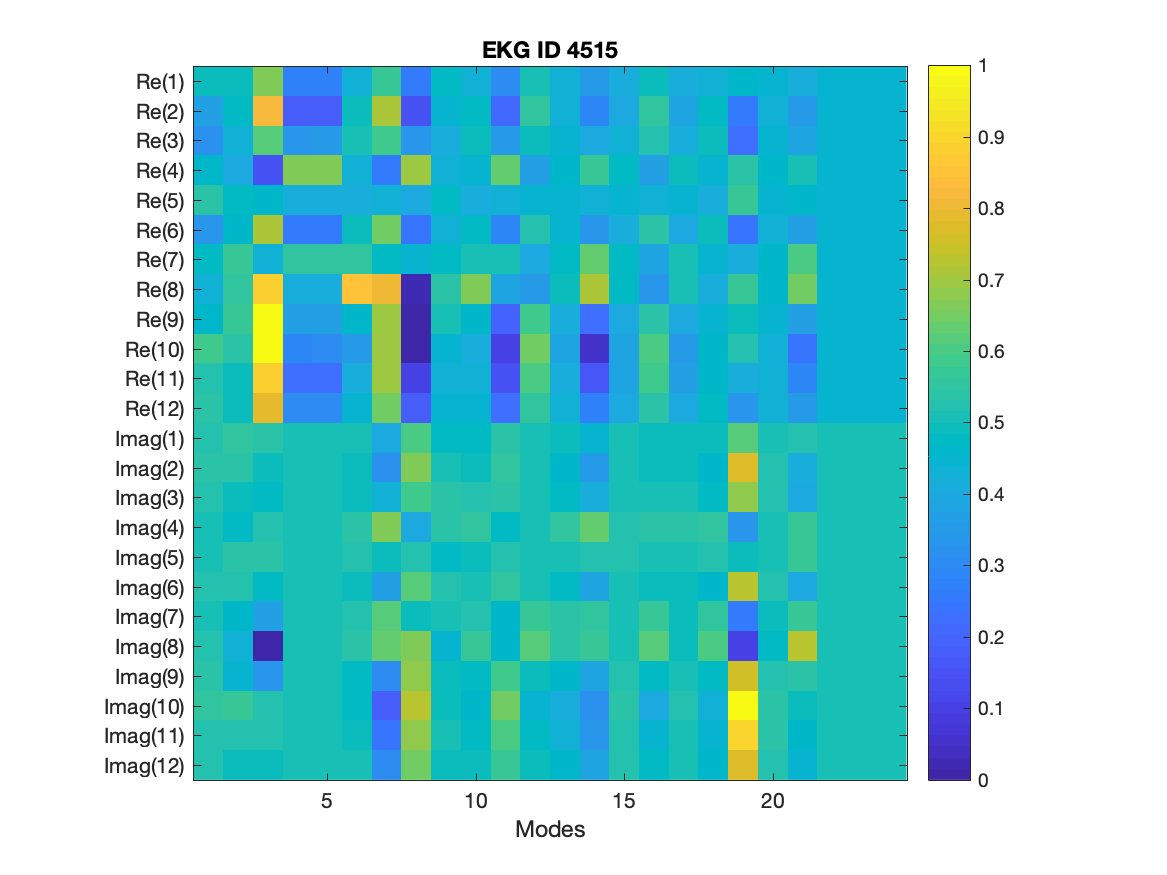 EKG ID 4515
Re(1)
Re(2)
Re(3)
Re(4)
Re(5)
Re(6)
Re(7)
Re(8)
Re(9)
Re(10)
Re(11)
Re(12)
Imag(1)
Imag(2)
Imag(3)
Imag(4)
Imag(5)
Imag(6)
Imag(7)
Imag(8)
Imag(9)
Imag(10)
Imag(11)
Imag(12)
5 10 15 20
Modes
1
0.9
0.8
0.7
0.6
0.5
0.4
0.3
0.2
0.1
0